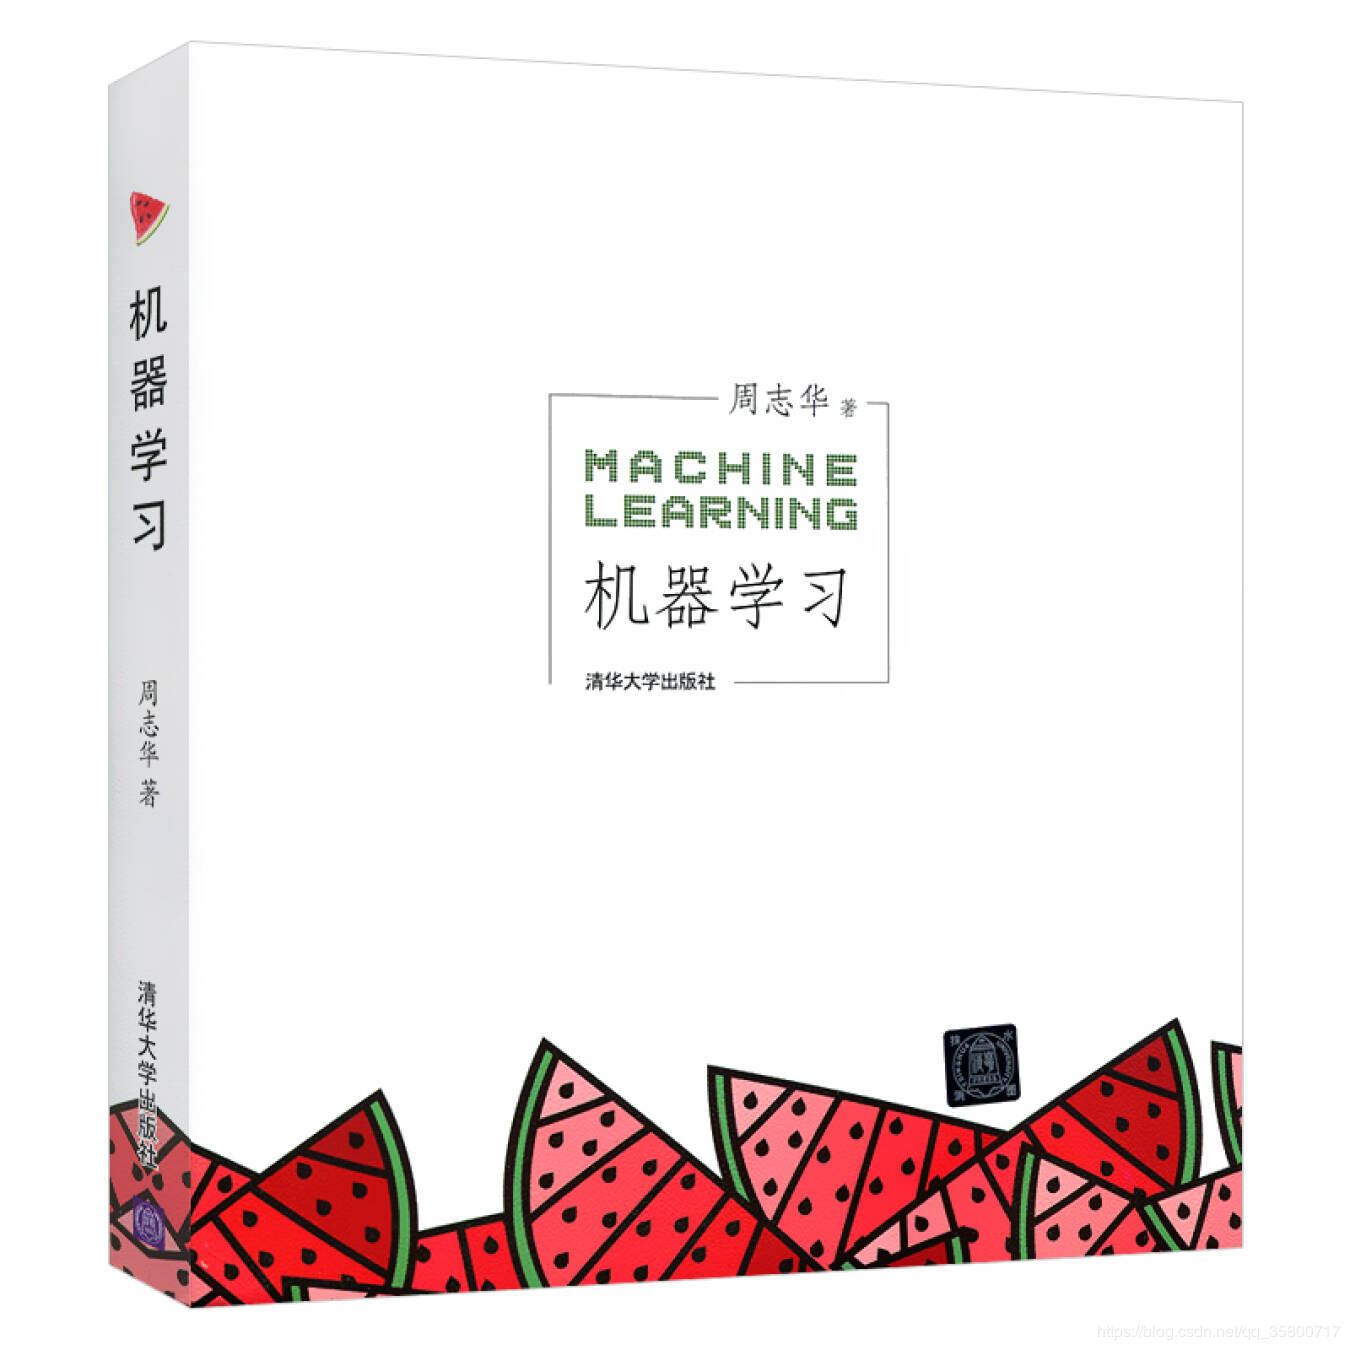 机器学习
周志华 著
清华大学出版社
周志华 著
MACHINE
LEARNING
机器学习
清华大学出版社
https://blog.csdn.net/qq_35800717